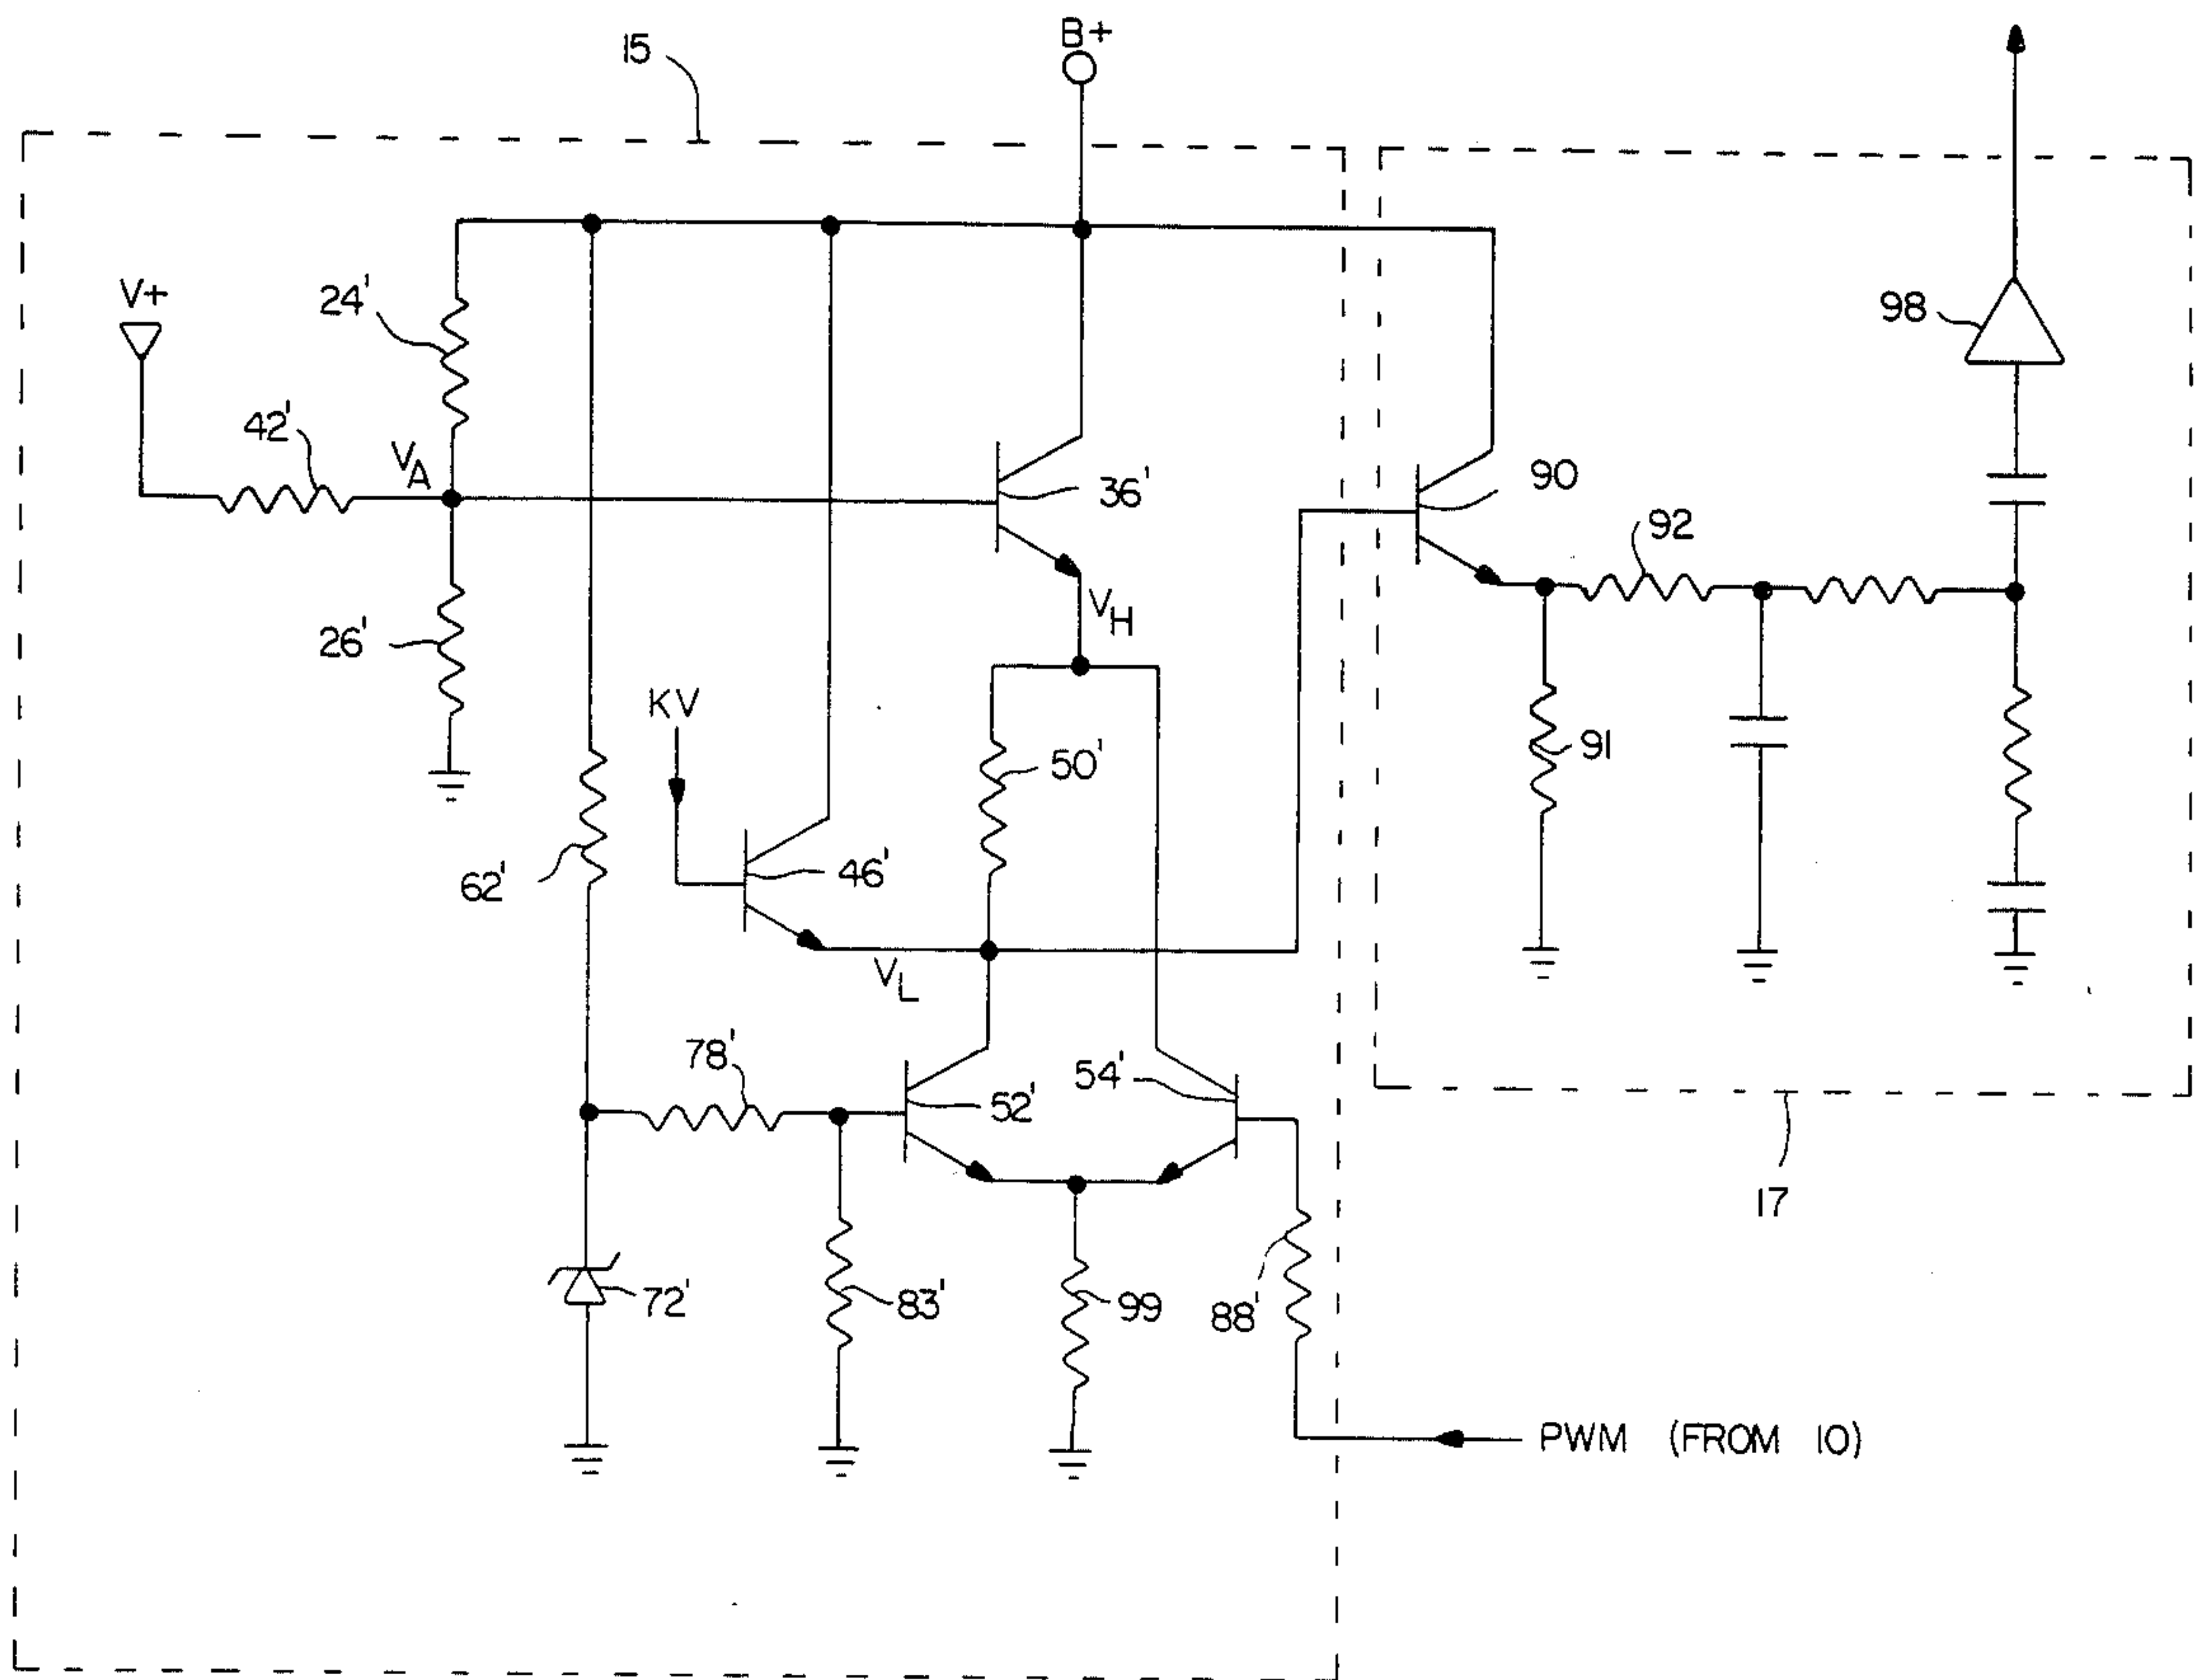 15
B+
V+
24'
98
42'
VA
36'
90
92
26'
VH
KV
50'
91
62'
46'
VL
78'
52'
54'
17
72'
83'
99
88'
PWM (FROM 10)